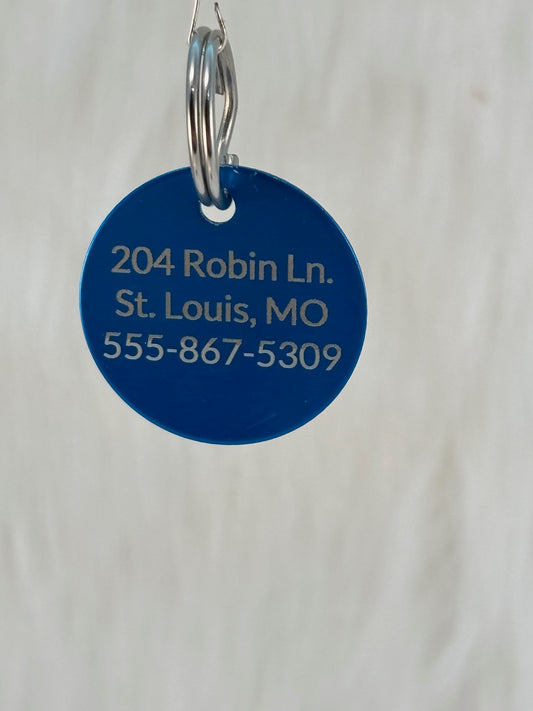 204 Robin Ln.
St. Louis, MO
555-867-5309